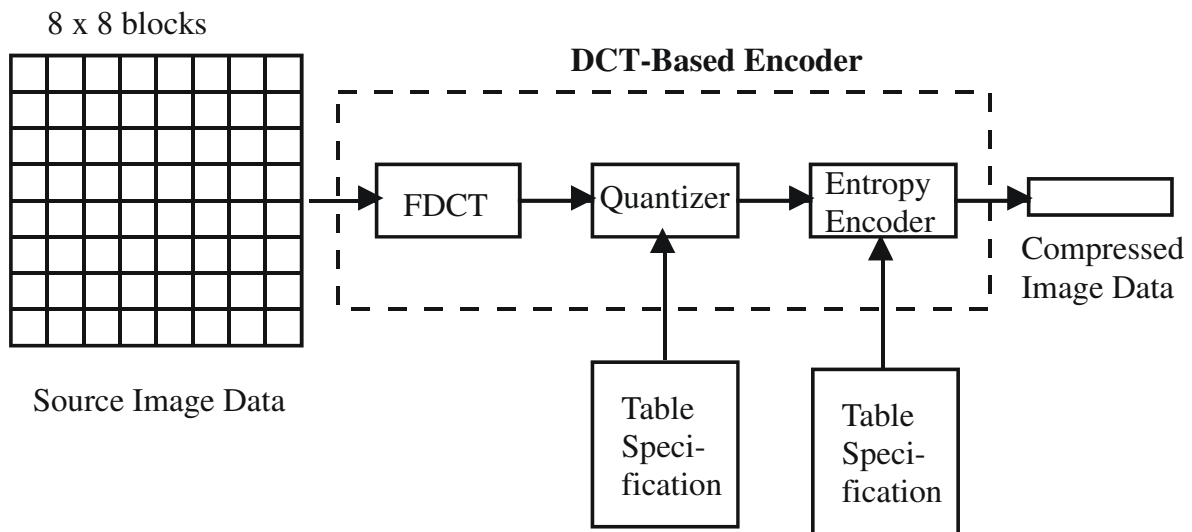 8 x 8 blocks
DCT-Based Encoder
FDCT
Quantizer
Entropy
Encoder
Compressed
Image Data
Source Image Data
Table
Speci-
fication
Table
Speci-
fication